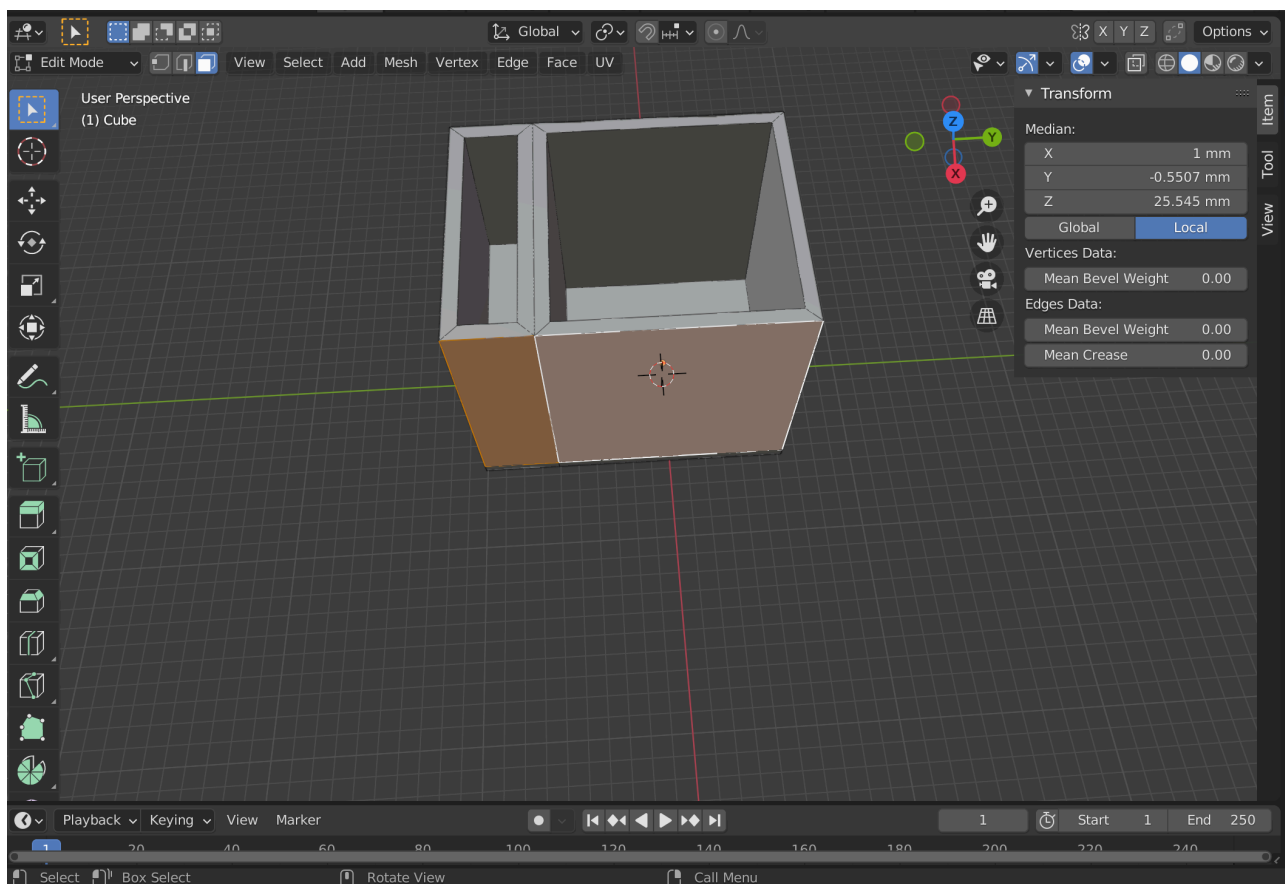 Global
X Y Z
Options
Edit Mode
View Select Add Mesh Vertex Edge Face UV
User Perspective
(1) Cube
Z
Y
X
Transform
Median:
X 1 mm
Y -0.5507 mm
Z 25.545 mm
Global Local
Vertices Data:
Mean Bevel Weight 0.00
Edges Data:
Mean Bevel Weight 0.00
Mean Crease 0.00
Item
Tool
View
Playback Keying View Marker
1
Start 1 End 250
1 20 40 60 80 100 120 140 160 180 200 220 240
Select Box Select Rotate View Call Menu